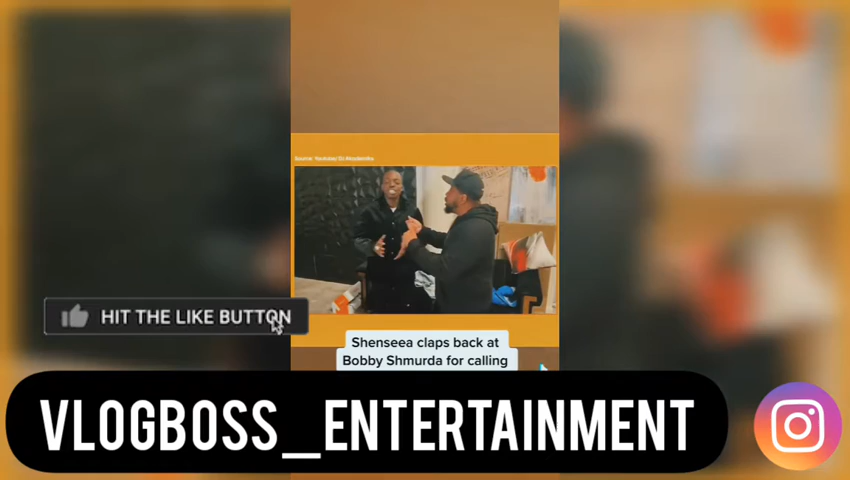 Source: Youtube/ DJ Akademiks
HIT THE LIKE BUTTON
Shenseea claps back at
Bobby Shmurda for calling
VLOGBOSS_ENTERTAINMENT